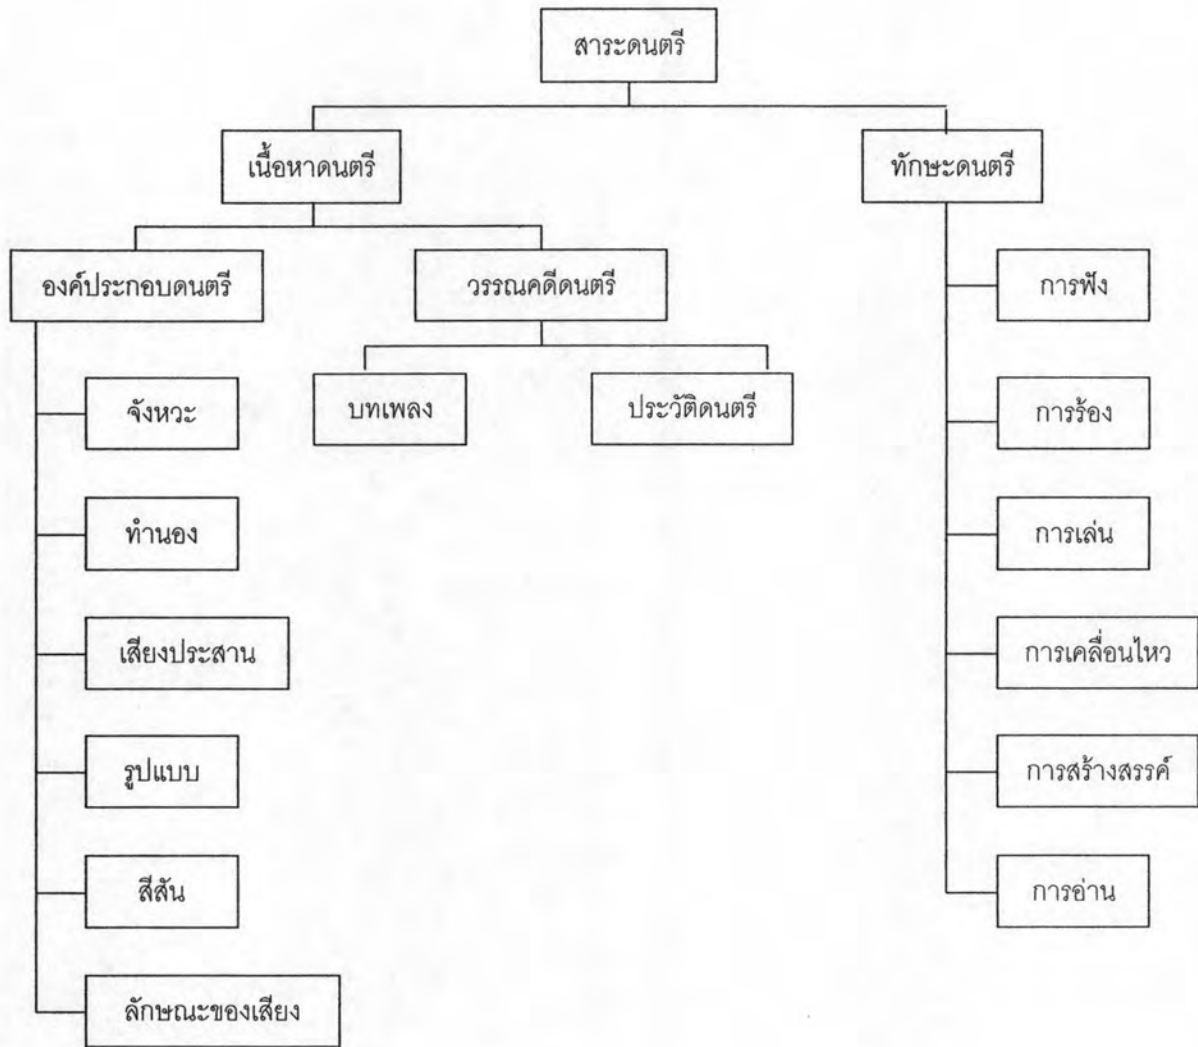 สาระดนตรี
เนื้อหาดนตรี
ทักษะดนตรี
องค์ประกอบดนตรี
วรรณคดีดนตรี
การฟัง
จังหวะ
บทเพลง
ประวัติดนตรี
การร้อง
ทำนอง
การเล่น
เสียงประสาน
การเคลื่อนไหว
รูปแบบ
การสร้างสรรค์
สีสัน
การอ่าน
ลักษณะของเสียง